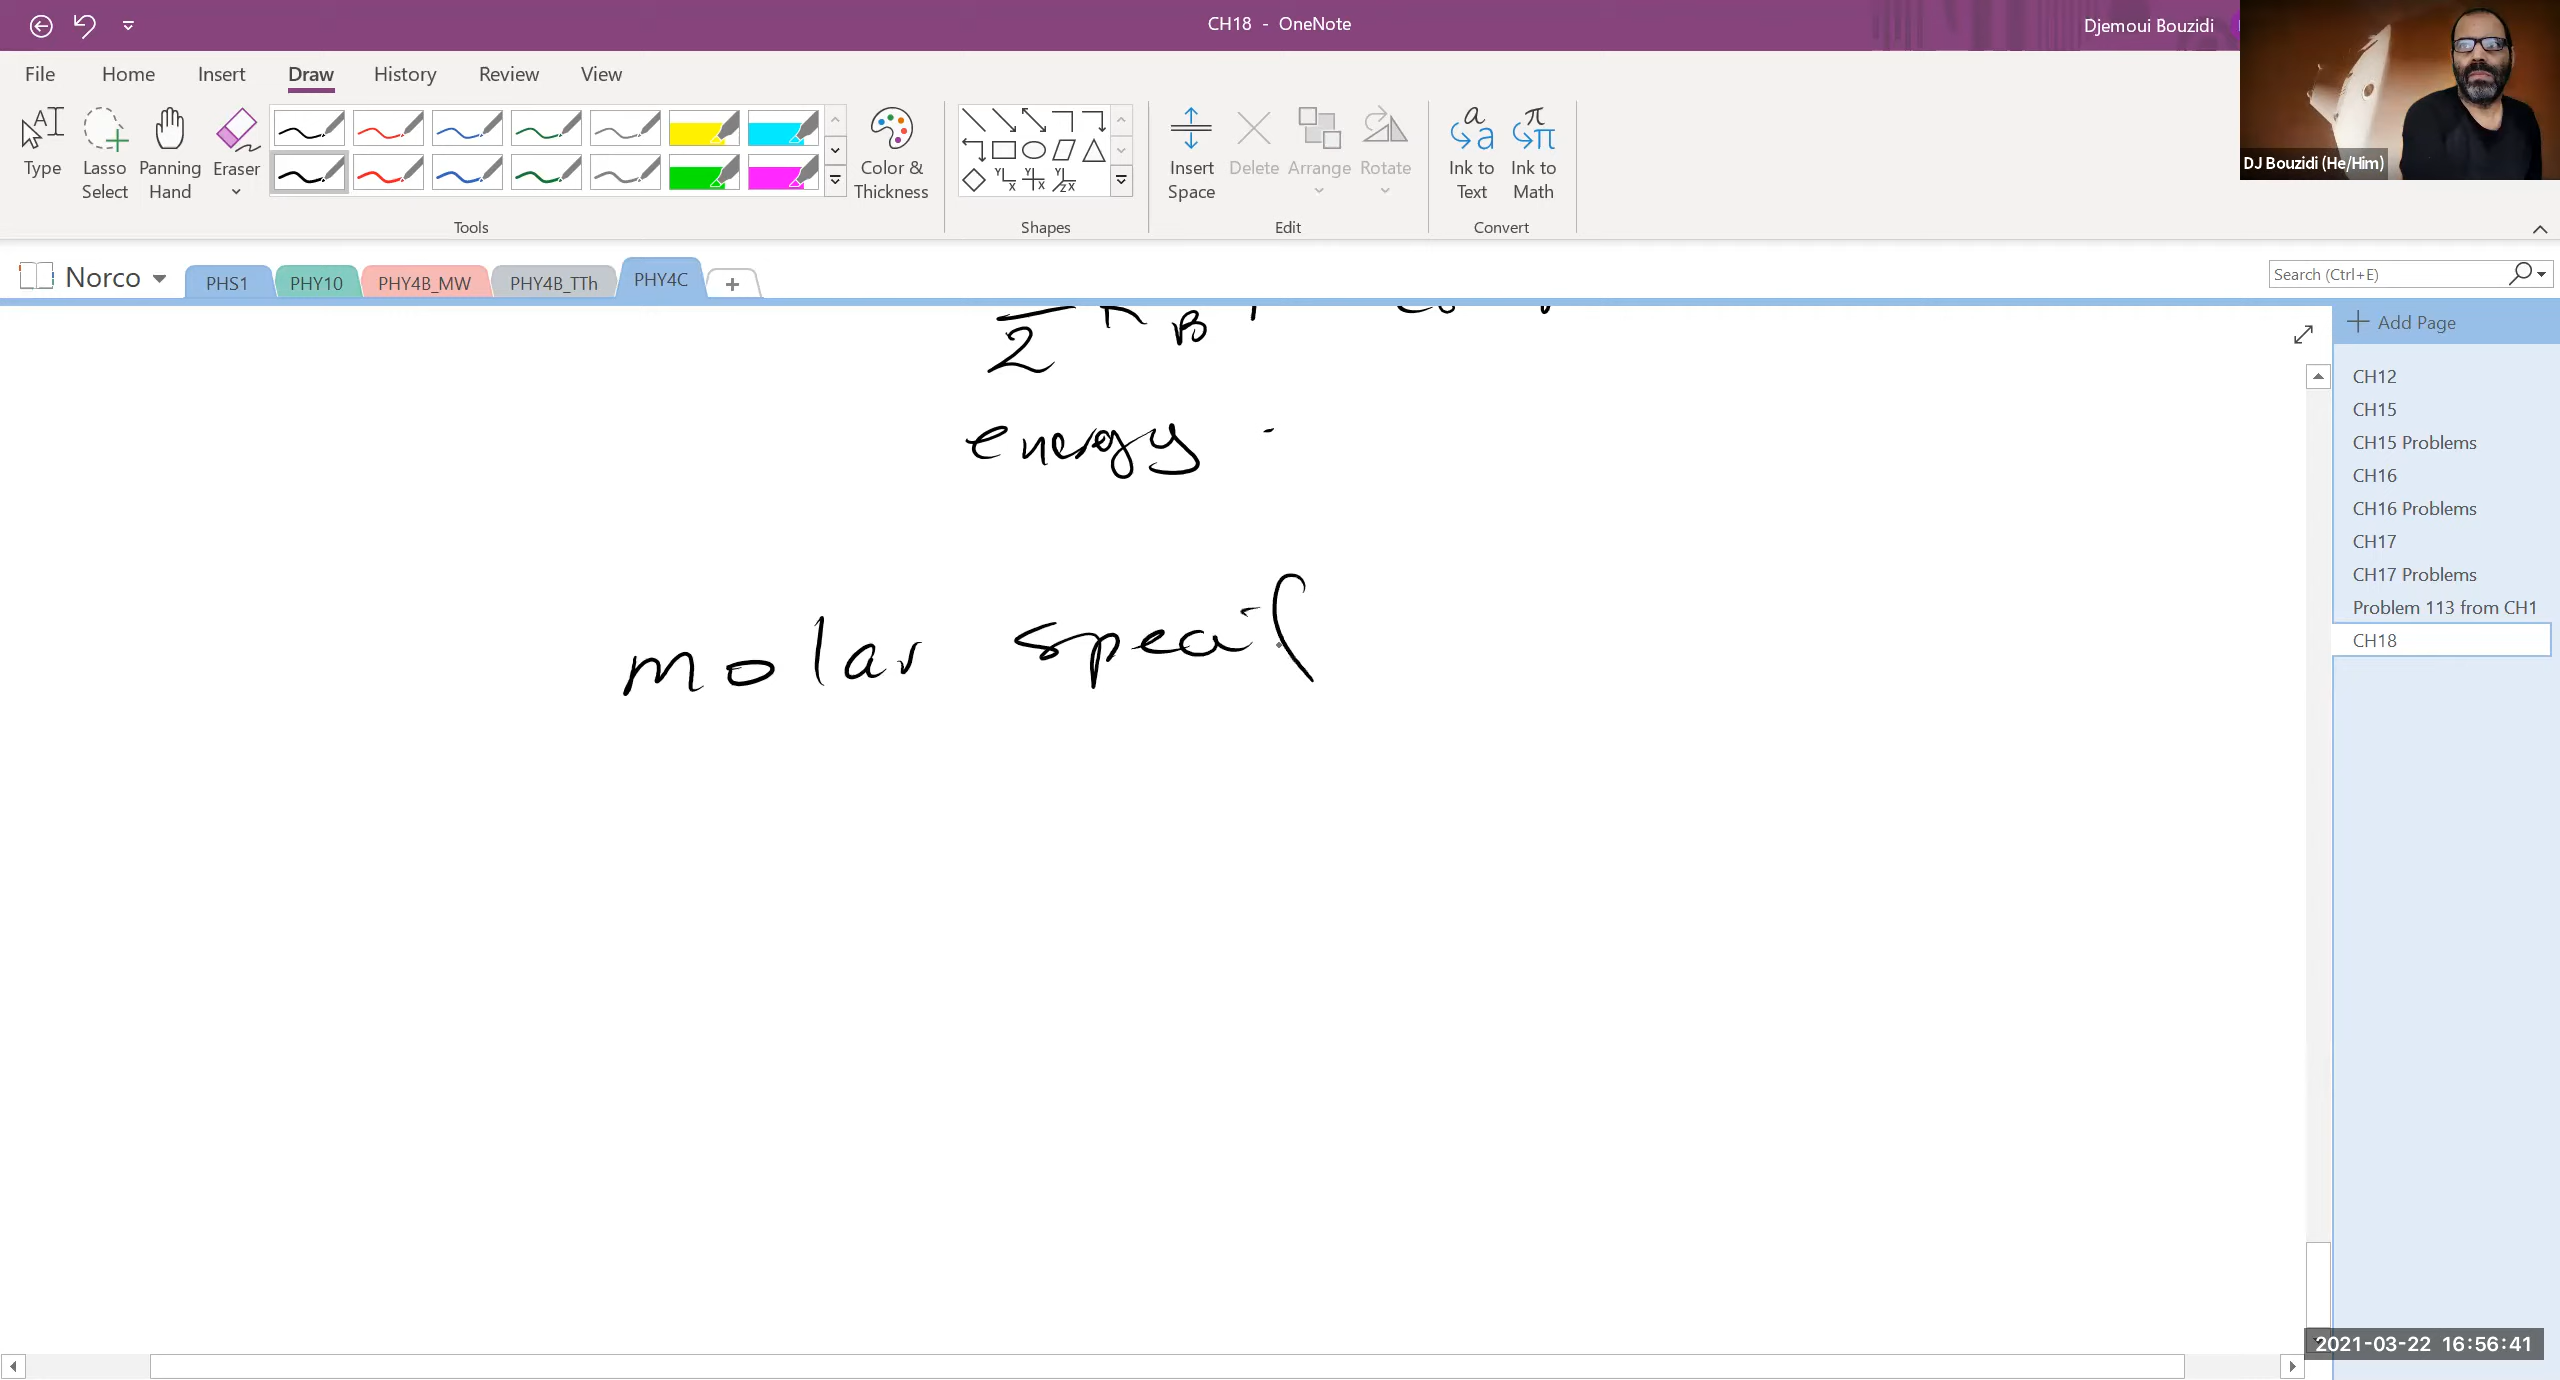 CH18 - OneNote
Djemoui Bouzidi
File Home Insert Draw History Review View
Type
Lasso Select
Panning Hand
Eraser
Color & Thickness
Insert Space
Delete
Arrange
Rotate
Ink to Text
Ink to Math
Tools
Shapes
Edit
Convert
DJ Bouzidi (He/Him)
Norco
PHS1 PHY10 PHY4B_MW PHY4B_TTh PHY4C
Search (Ctrl+E)
Add Page
CH12
CH15
CH15 Problems
CH16
CH16 Problems
CH17
CH17 Problems
Problem 113 from CH1
CH18
2 B
energy
molar specif
2021-03-22 16:56:41